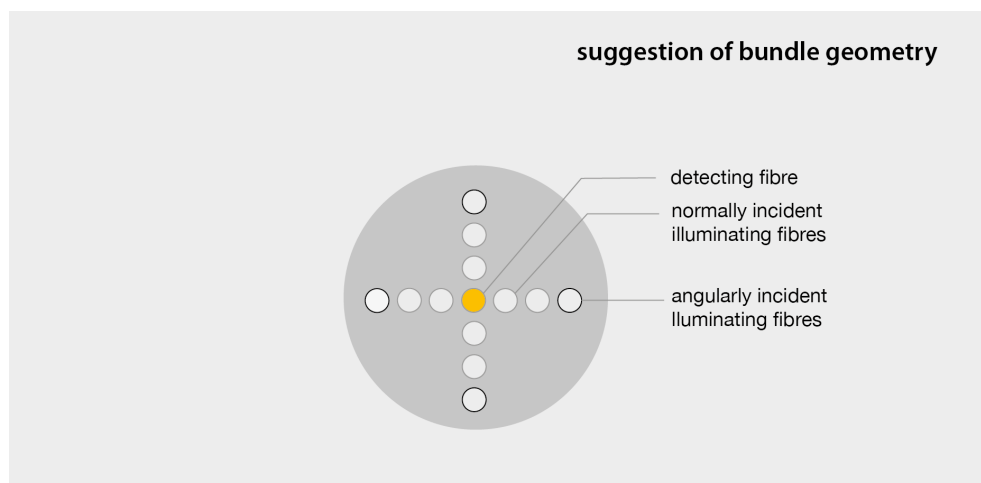 suggestion of bundle geometry
detecting fibre
normally incident
illuminating fibres
angularly incident
lluminating fibres